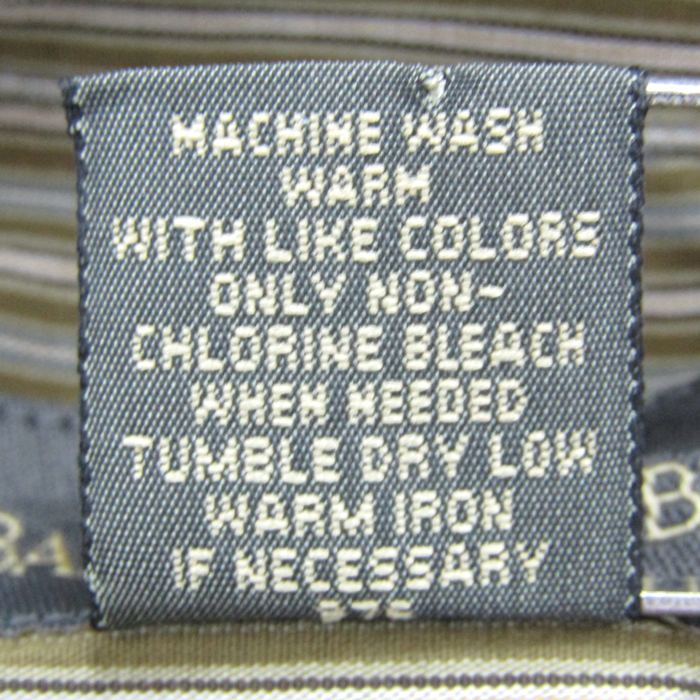 MACHINE WASH
WARM
WITH LIKE COLORS
ONLY NON-
CHLORINE BLEACH
WHEN NEEDED
TUMBLE DRY LOW
WARM IRON
IF NECESSARY